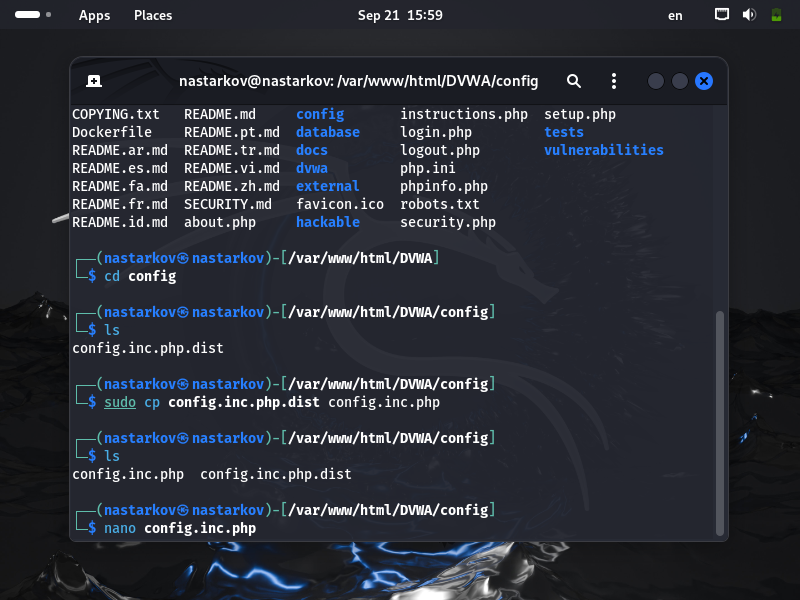 Apps Places Sep 21 15:59 en
nastarkov@nastarkov: /var/www/html/DVWA/config
COPYING.txt README.md config instructions.php setup.php
Dockerfile README.pt.md database login.php tests
README.ar.md README.tr.md docs logout.php vulnerabilities
README.es.md README.vi.md dvwa php.ini
README.fa.md README.zh.md external phpinfo.php
README.fr.md SECURITY.md favicon.ico robots.txt
README.id.md about.php hackable security.php
┌──(nastarkov㉿nastarkov)-[/var/www/html/DVWA]
└─$ cd config
┌──(nastarkov㉿nastarkov)-[/var/www/html/DVWA/config]
└─$ ls
config.inc.php.dist
┌──(nastarkov㉿nastarkov)-[/var/www/html/DVWA/config]
└─$ sudo cp config.inc.php.dist config.inc.php
┌──(nastarkov㉿nastarkov)-[/var/www/html/DVWA/config]
└─$ ls
config.inc.php config.inc.php.dist
┌──(nastarkov㉿nastarkov)-[/var/www/html/DVWA/config]
└─$ nano config.inc.php